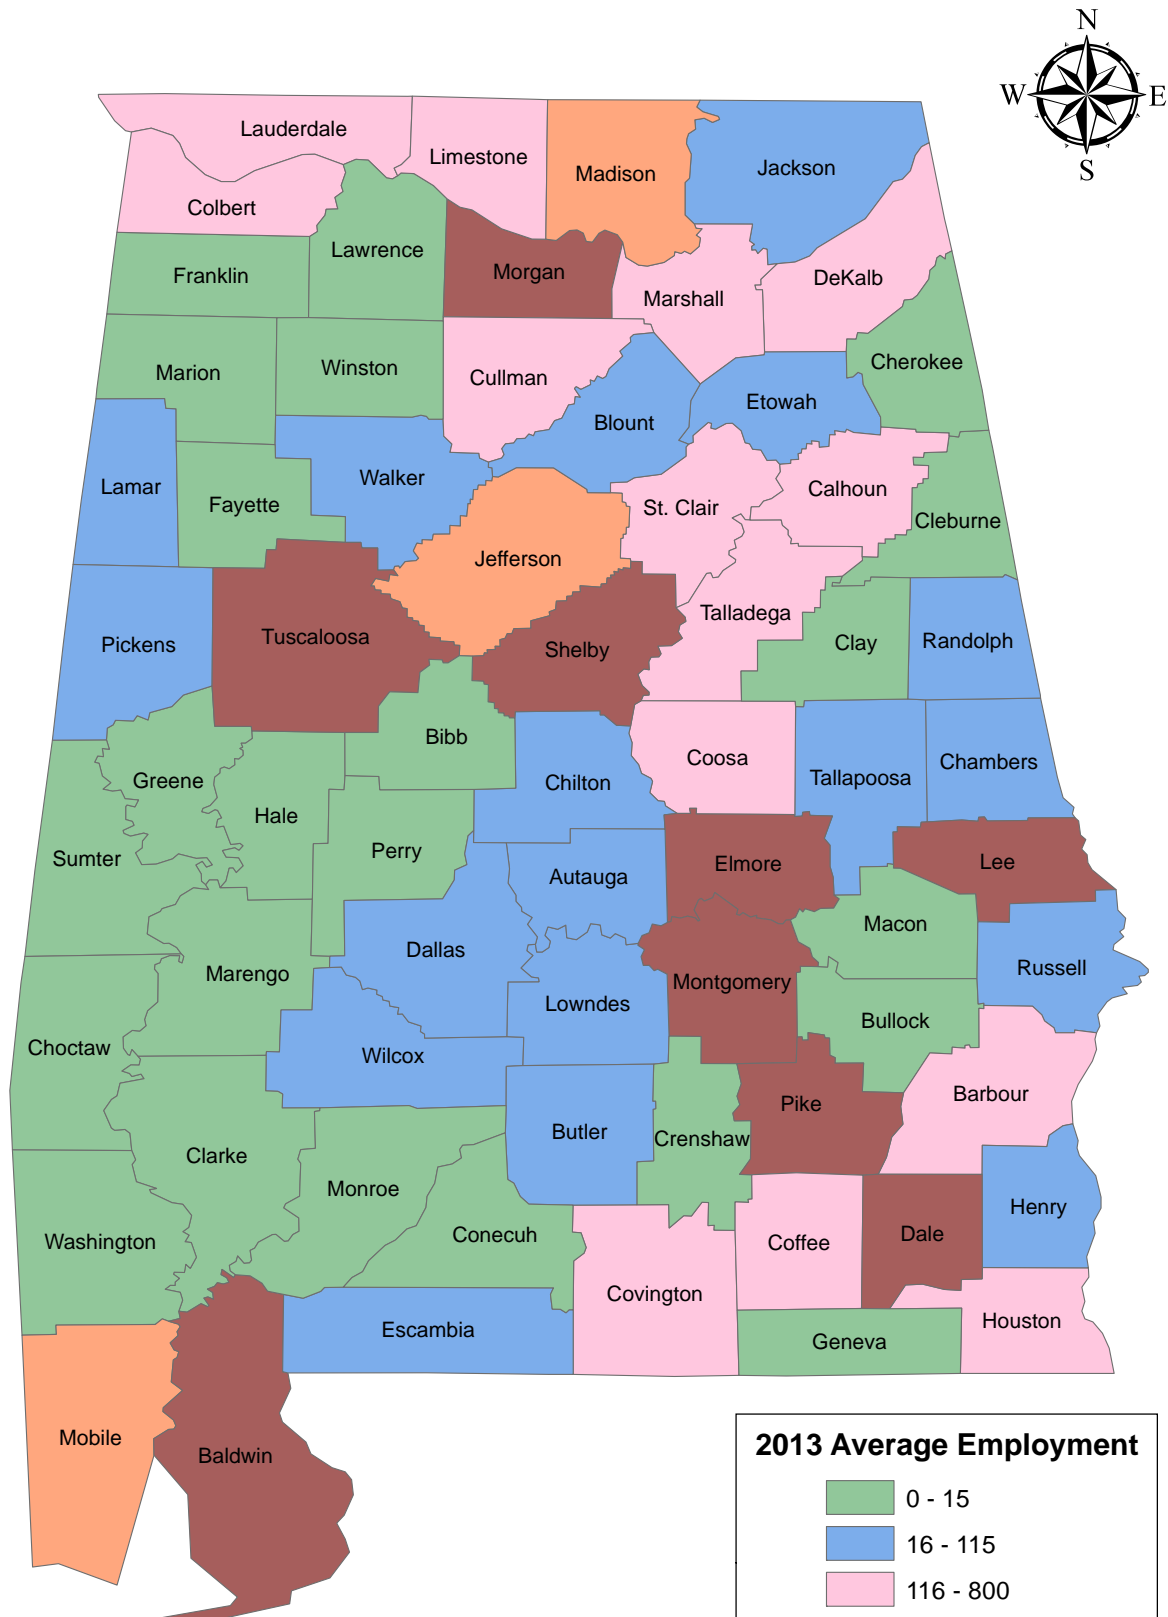 N
W E
S
Lauderdale
Limestone
Madison
Jackson
Colbert
Lawrence
Franklin
Morgan
Marshall
DeKalb
Marion
Winston
Cullman
Cherokee
Blount
Etowah
Lamar
Walker
Fayette
St. Clair
Calhoun
Cleburne
Jefferson
Talladega
Pickens
Tuscaloosa
Shelby
Clay
Randolph
Bibb
Greene
Chilton
Coosa
Tallapoosa
Chambers
Hale
Sumter
Perry
Autauga
Elmore
Lee
Macon
Dallas
Marengo
Montgomery
Russell
Lowndes
Bullock
Choctaw
Wilcox
Barbour
Pike
Butler
Crenshaw
Clarke
Monroe
Henry
Washington
Conecuh
Coffee
Dale
Covington
Escambia
Geneva
Houston
Mobile
Baldwin
2013 Average Employment
0 - 15
16 - 115
116 - 800